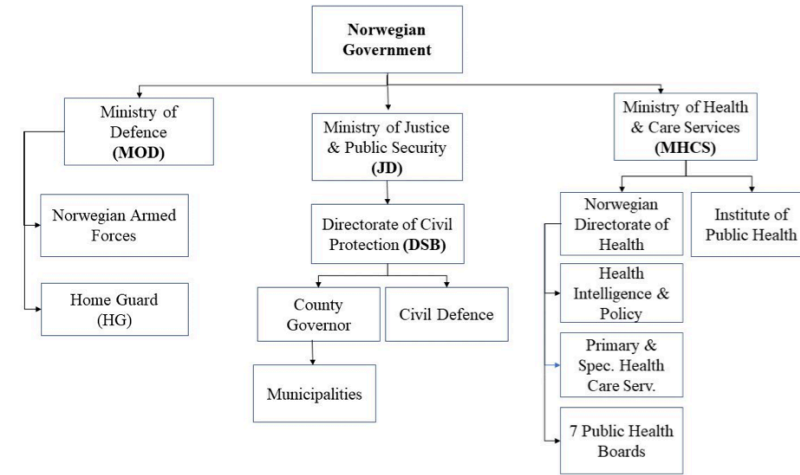 Norwegian
Government
Ministry of
Defence
(MOD)
Ministry of Justice
& Public Security
(JD)
Ministry of Health
& Care Services
(MHCS)
Norwegian Armed
Forces
Home Guard
(HG)
Directorate of Civil
Protection (DSB)
County
Governor
Civil Defence
Municipalities
Norwegian
Directorate of
Health
Institute of
Public Health
Health
Intelligence &
Policy
Primary &
Spec. Health
Care Serv.
7 Public Health
Boards